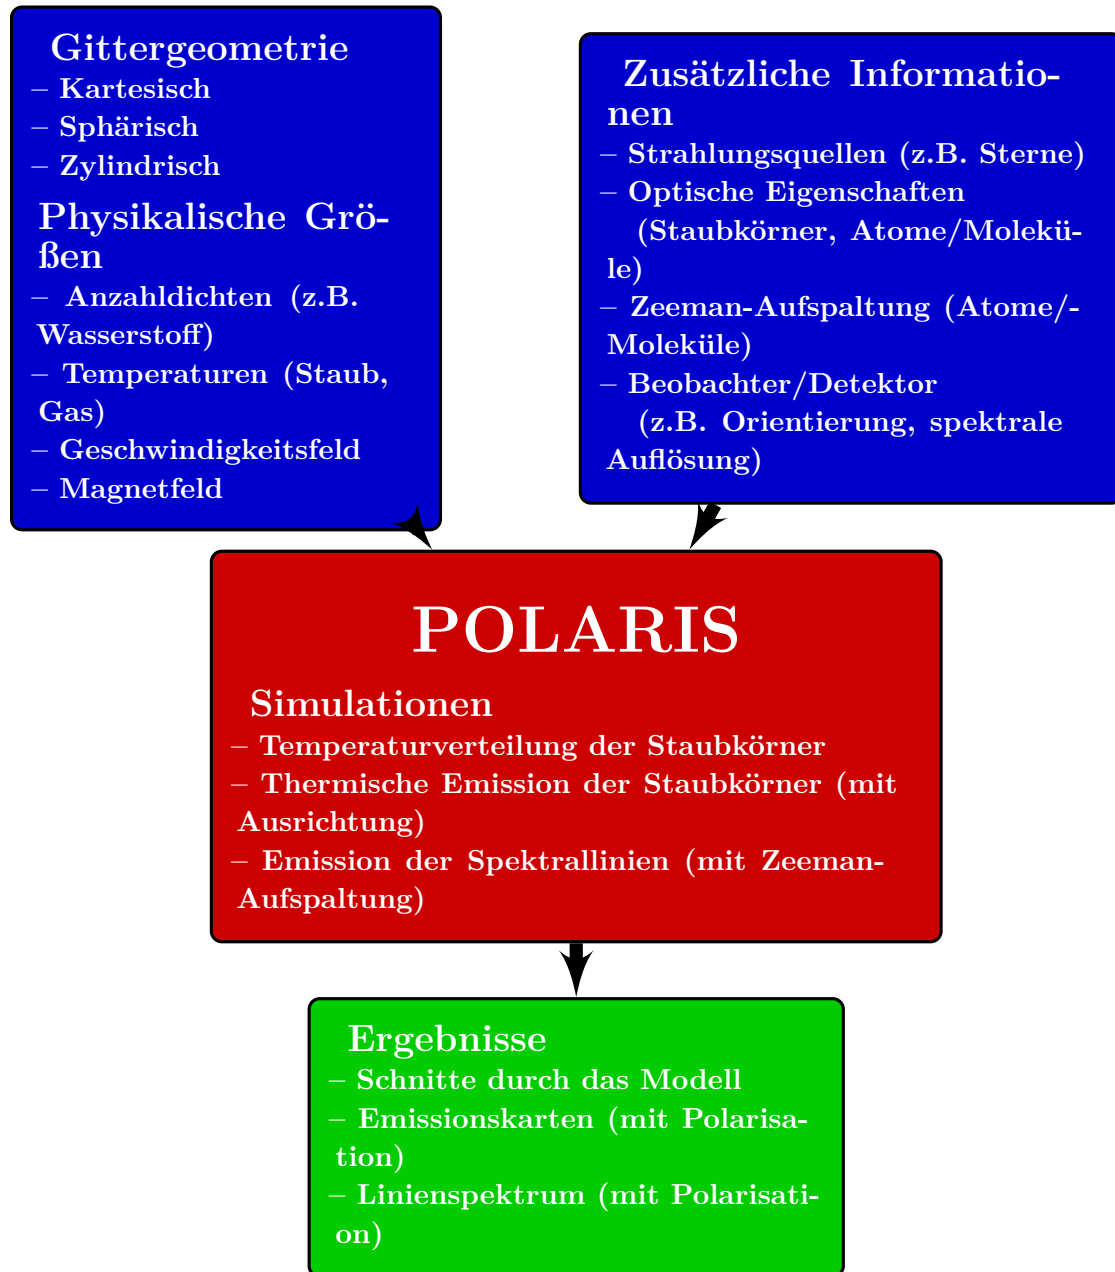 Gittergeometrie
– Kartesisch
– Sphärisch
– Zylindrisch
Physikalische Grö-
ßen
– Anzahldichten (z.B.
Wasserstoff)
– Temperaturen (Staub,
Gas)
– Geschwindigkeitsfeld
– Magnetfeld
Zusätzliche Informatio-
nen
– Strahlungsquellen (z.B. Sterne)
– Optische Eigenschaften
(Staubkörner, Atome/Molekü-
le)
– Zeeman-Aufspaltung (Atome/-
Moleküle)
– Beobachter/Detektor
(z.B. Orientierung, spektrale
Auflösung)
POLARIS
Simulationen
– Temperaturverteilung der Staubkörner
– Thermische Emission der Staubkörner (mit
Ausrichtung)
– Emission der Spektrallinien (mit Zeeman-
Aufspaltung)
Ergebnisse
– Schnitte durch das Modell
– Emissionskarten (mit Polarisa-
tion)
– Linienspektrum (mit Polarisati-
on)